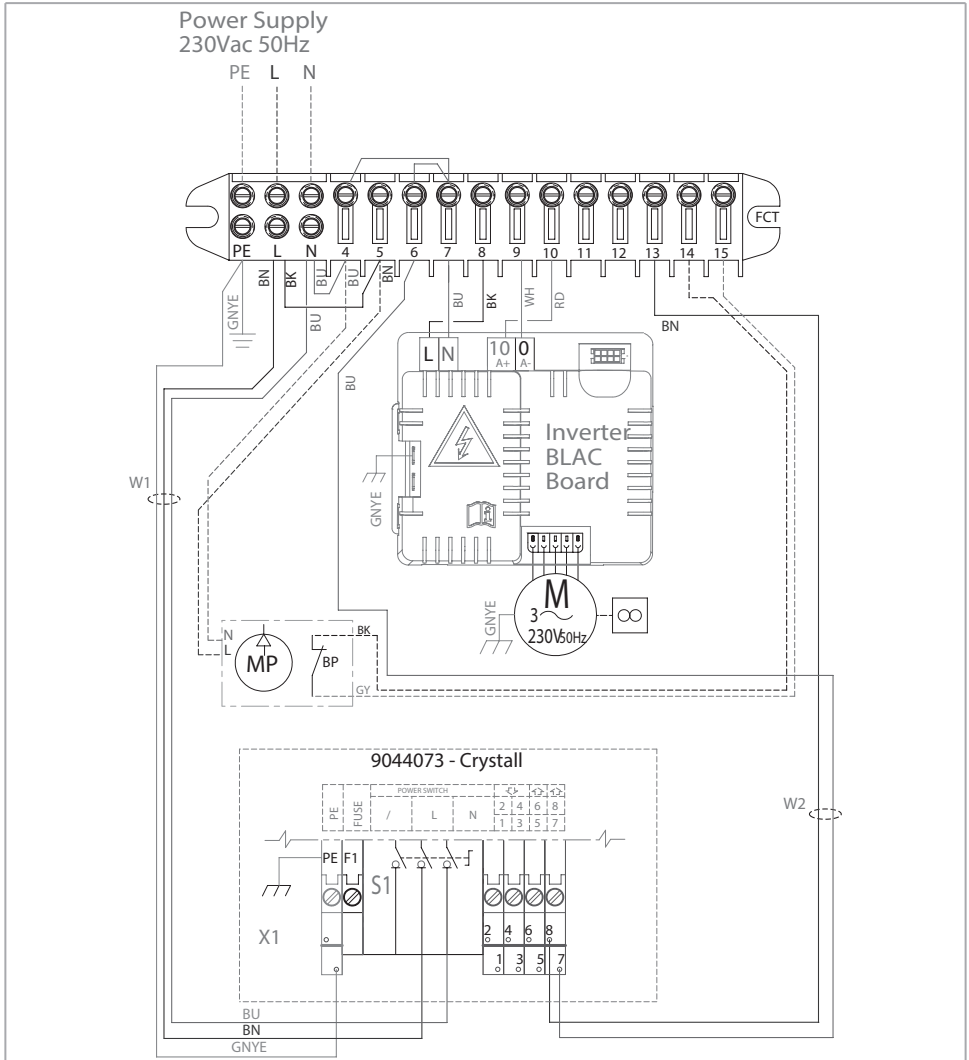 Power Supply
230Vac 50Hz
PE L N
FCT
PE L N 4 5 6 7 8 9 10 11 12 13 14 15
GNYE BN BK BU BU BU BN BU BK WH RD BN
BU
L N 10 0
A+ A-
Inverter
BLAC
Board
GNYE
W1
M
3
230V50Hz
8
GNYE
N
L
MP
BP
BK
GY
9044073 - Crystall
PE FUSE POWER SWITCH
/ L N
2 4 6 8
1 3 5 7
W2
PE F1
S1
X1
2 4 6 8
1 3 5 7
BU
BN
GNYE